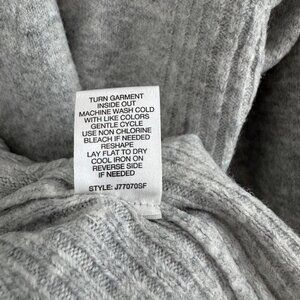 TURN GARMENT
INSIDE OUT
MACHINE WASH COLD
WITH LIKE COLORS
GENTLE CYCLE
USE NON CHLORINE
BLEACH IF NEEDED
RESHAPE
LAY FLAT TO DRY
COOL IRON ON
REVERSE SIDE
IF NEEDED
STYLE: J77070SF